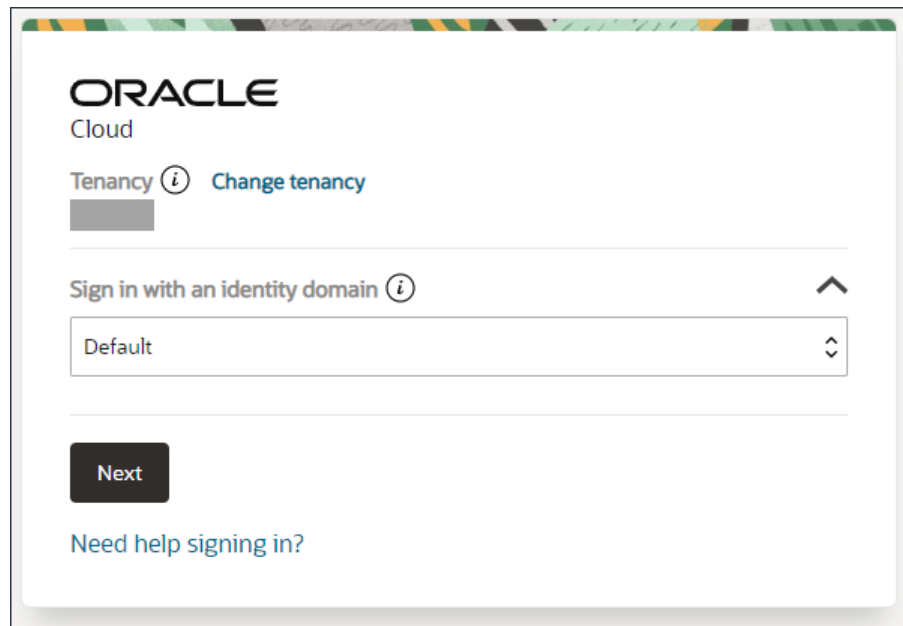 ORACLE
Cloud
Tenancy Change tenancy
Sign in with an identity domain
Default
Next
Need help signing in?